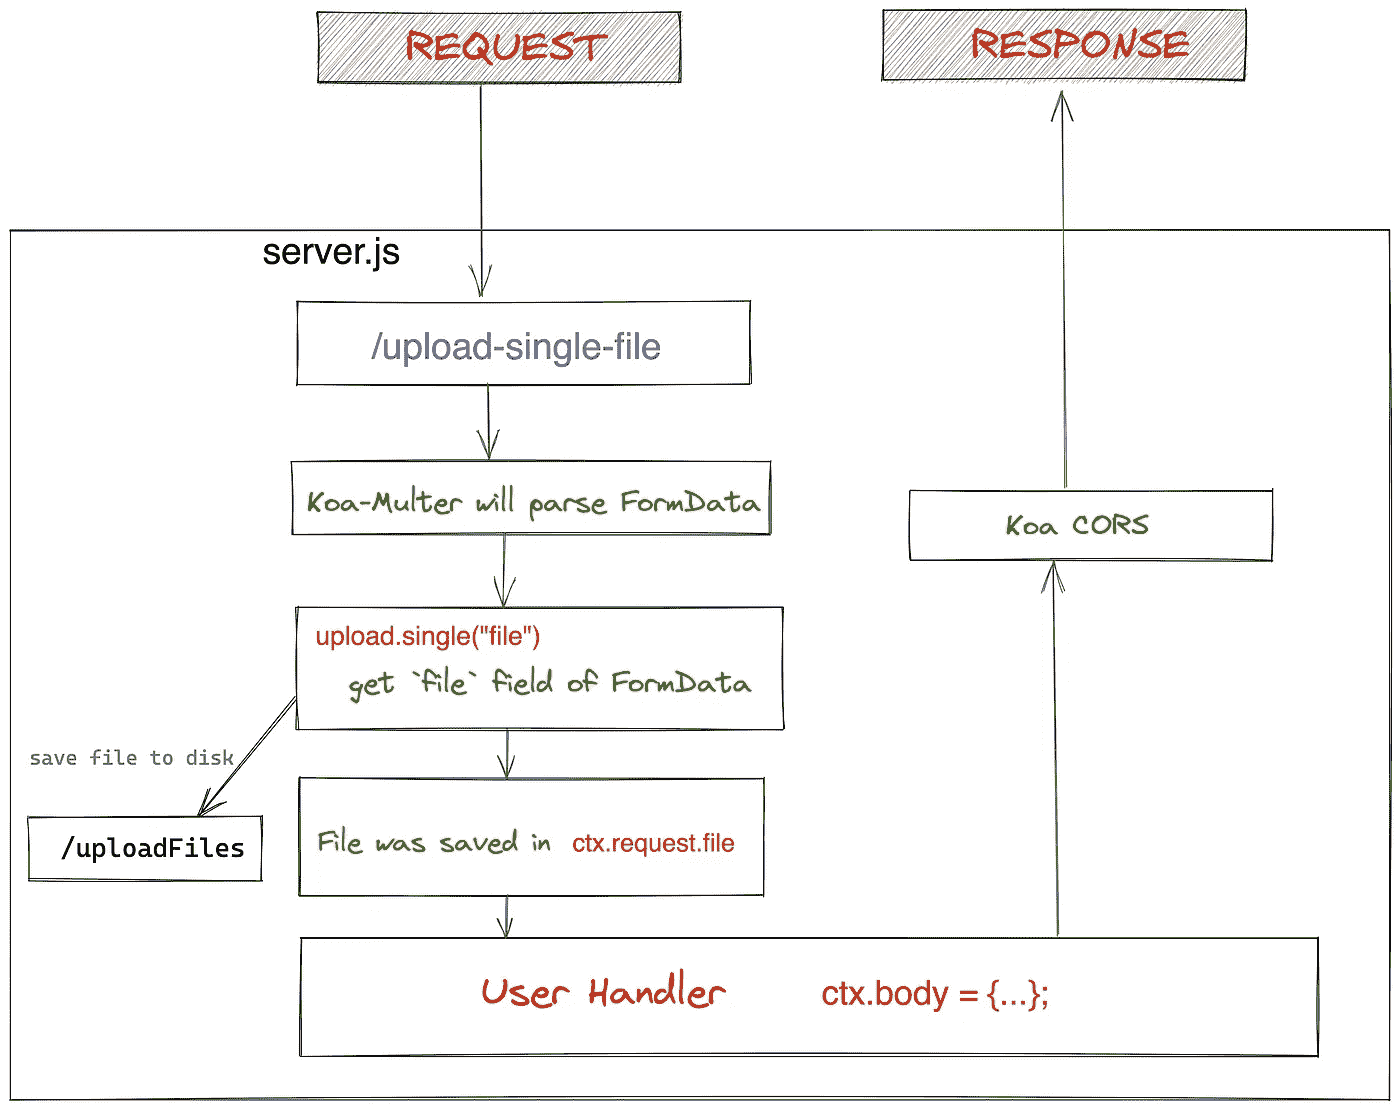 REQUEST
RESPONSE
server.js
/upload-single-file
Koa-Multer will parse FormData
Koa CORS
upload.single("file")
get `file` field of FormData
save file to disk
/uploadFiles
File was saved in ctx.request.file
User Handler ctx.body = {...};